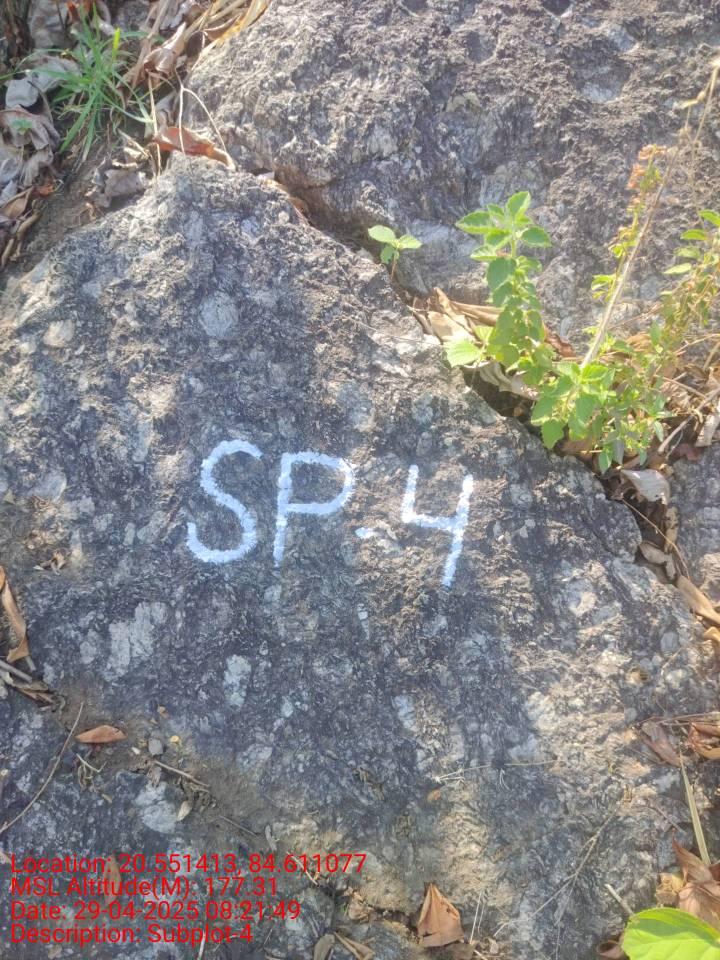 SP-4
Location: 20.551413, 84.611077
MSL Altitude(M): 177.31
Date: 29-04-2025 08:21:49
Description: Subplot-4